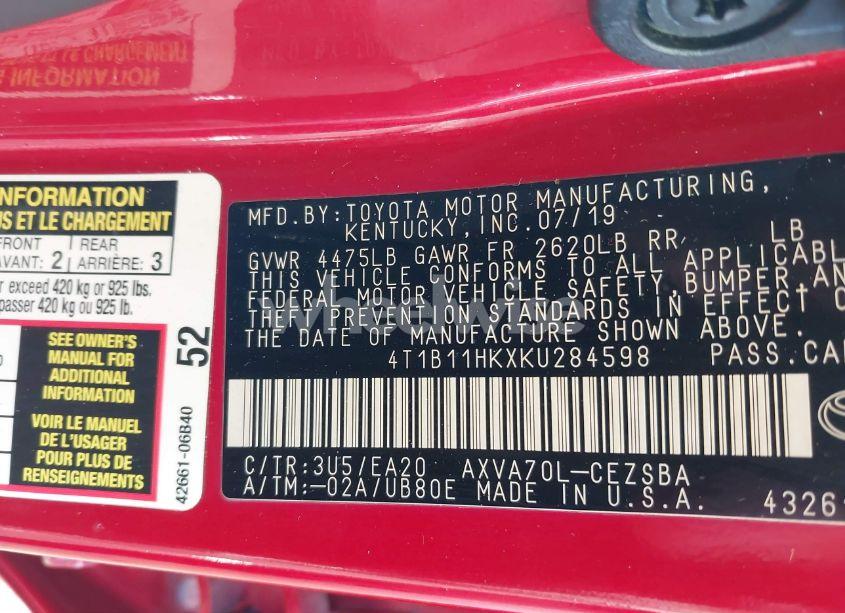 INFORMATION
INFORMATION
US ET LE CHARGEMENT
FRONT REAR
AVANT: 2 ARRIÈRE: 3
exceed 420 kg or 925 lbs.
passer 420 kg ou 925 lb.
SEE OWNER'S
MANUAL FOR
ADDITIONAL
INFORMATION
VOIR LE MANUEL
DE L'USAGER
POUR PLUS DE
RENSEIGNEMENTS
52
42661-06B40
MFD.BY:TOYOTA MOTOR MANUFACTURING,
KENTUCKY,INC.07/19
GVWR 4475LB GAWR FR 2620LB RR LB
THIS VEHICLE CONFORMS TO ALL APPLICABL
FEDERAL MOTOR VEHICLE SAFETY, BUMPER,AN
THEFT PREVENTION STANDARDS IN EFFECT
THE DATE OF MANUFACTURE SHOWN ABOVE.
4T1B11HKXKU284598 PASS.CA
C/TR:3U5/EA20 AXVA70L-CEZSBA
A/TM:-02A/UB80E MADE IN U.S.A.
4326
wheelwise